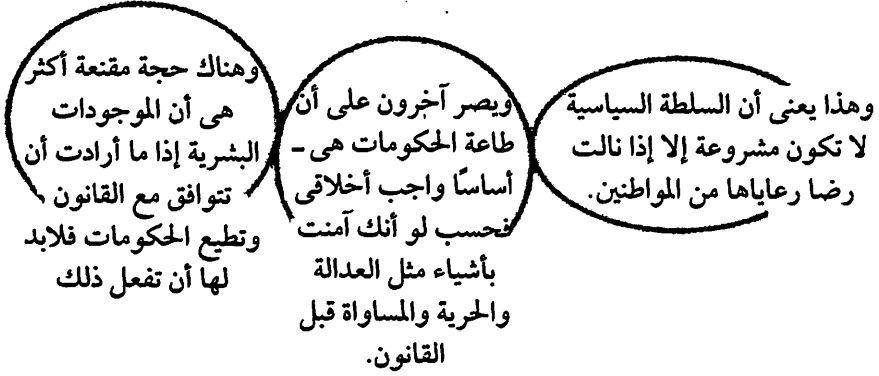 وهذا يعنى أن السلطة السياسية
لا تكون مشروعة إلا إذا نالت
رضا رعاياها من المواطنين.
ويصر آخرون على أن
طاعة الحكومات هى –
أساسًا واجب أخلاقى
فحسب لو أنك آمنت
بأشياء مثل العدالة
والحرية والمساواة قبل
القانون.
وهناك حجة مقنعة أكثر
هى أن الموجودات
البشرية إذا ما أرادت أن
تتوافق مع القانون
وتطيع الحكومات فلابد
لها أن تفعل ذلك